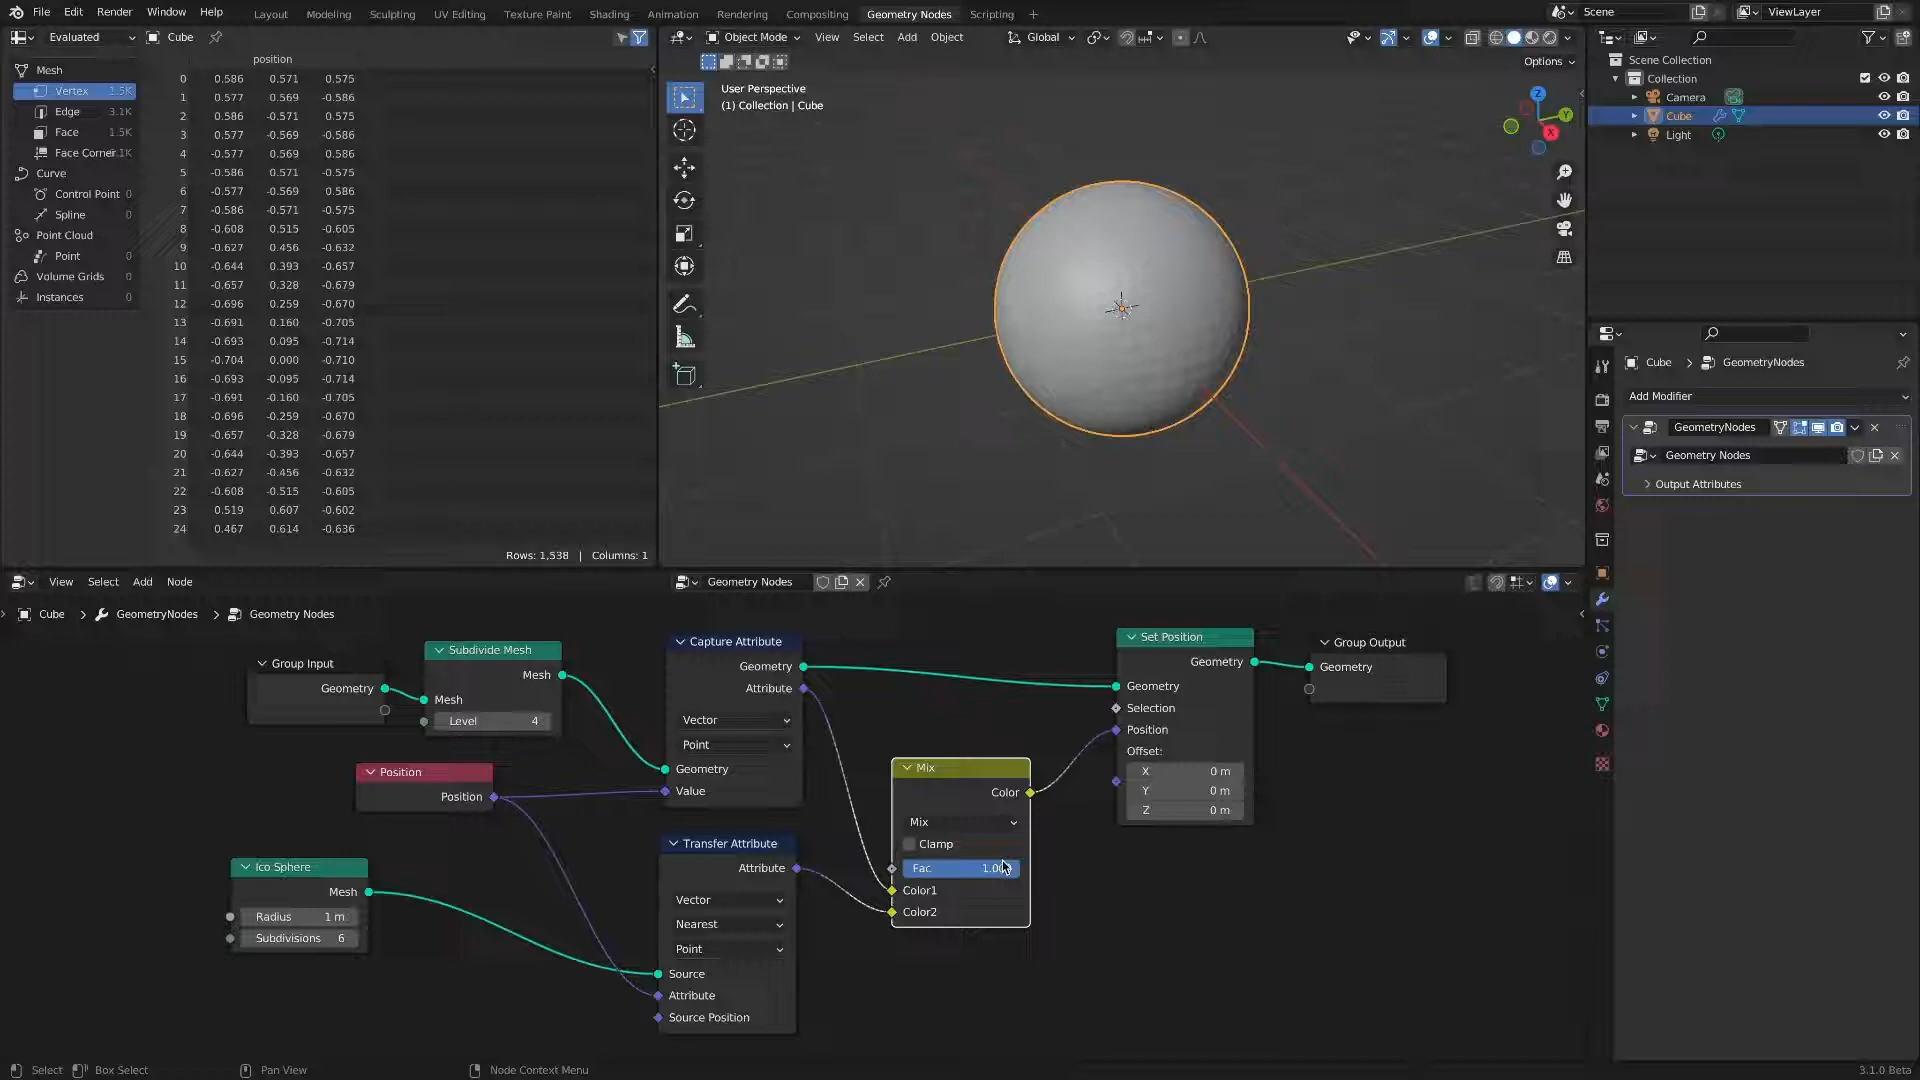 File Edit Render Window Help Layout Modeling Sculpting UV Editing Texture Paint Shading Animation Rendering Compositing Geometry Nodes Scripting + Scene ViewLayer
Evaluated Cube
Object Mode View Select Add Object Global
Options
position
Mesh
Vertex 1.5K
Edge 3.1K
Face 1.5K
Face Corner 1K
Curve
Control Point 0
Spline 0
Point Cloud
Point 0
Volume Grids 0
Instances 0
0 0.586 0.571 0.575
1 0.577 0.569 -0.586
2 0.586 -0.571 0.575
3 0.577 -0.569 -0.586
4 -0.577 0.569 0.586
5 -0.586 0.571 -0.575
6 -0.577 -0.569 0.586
7 -0.586 -0.571 -0.575
8 -0.608 0.515 -0.605
9 -0.627 0.456 -0.632
10 -0.644 0.393 -0.657
11 -0.657 0.328 -0.679
12 -0.696 0.259 -0.670
13 -0.691 0.160 -0.705
14 -0.693 0.095 -0.714
15 -0.704 0.000 -0.710
16 -0.693 -0.095 -0.714
17 -0.691 -0.160 -0.705
18 -0.696 -0.259 -0.670
19 -0.657 -0.328 -0.679
20 -0.644 -0.393 -0.657
21 -0.627 -0.456 -0.632
22 -0.608 -0.515 -0.605
23 0.519 0.607 -0.602
24 0.467 0.614 -0.636
Rows: 1,538 | Columns: 1
User Perspective
(1) Collection | Cube
Z
Y
X
Scene Collection
Collection
Camera
Cube
Light
Cube > GeometryNodes
Add Modifier
GeometryNodes
Geometry Nodes
Output Attributes
View Select Add Node Geometry Nodes
Cube > GeometryNodes > Geometry Nodes
Group Input
Geometry
Subdivide Mesh
Mesh
Mesh
Level 4
Position
Position
Ico Sphere
Mesh
Radius 1 m
Subdivisions 6
Capture Attribute
Geometry
Attribute
Vector
Point
Geometry
Value
Transfer Attribute
Attribute
Vector
Nearest
Point
Source
Attribute
Source Position
Mix
Color
Mix
Clamp
Fac 1.00
Color1
Color2
Set Position
Geometry
Geometry
Selection
Position
Offset:
X 0 m
Y 0 m
Z 0 m
Group Output
Geometry
Select Box Select Pan View Node Context Menu 3.1.0 Beta